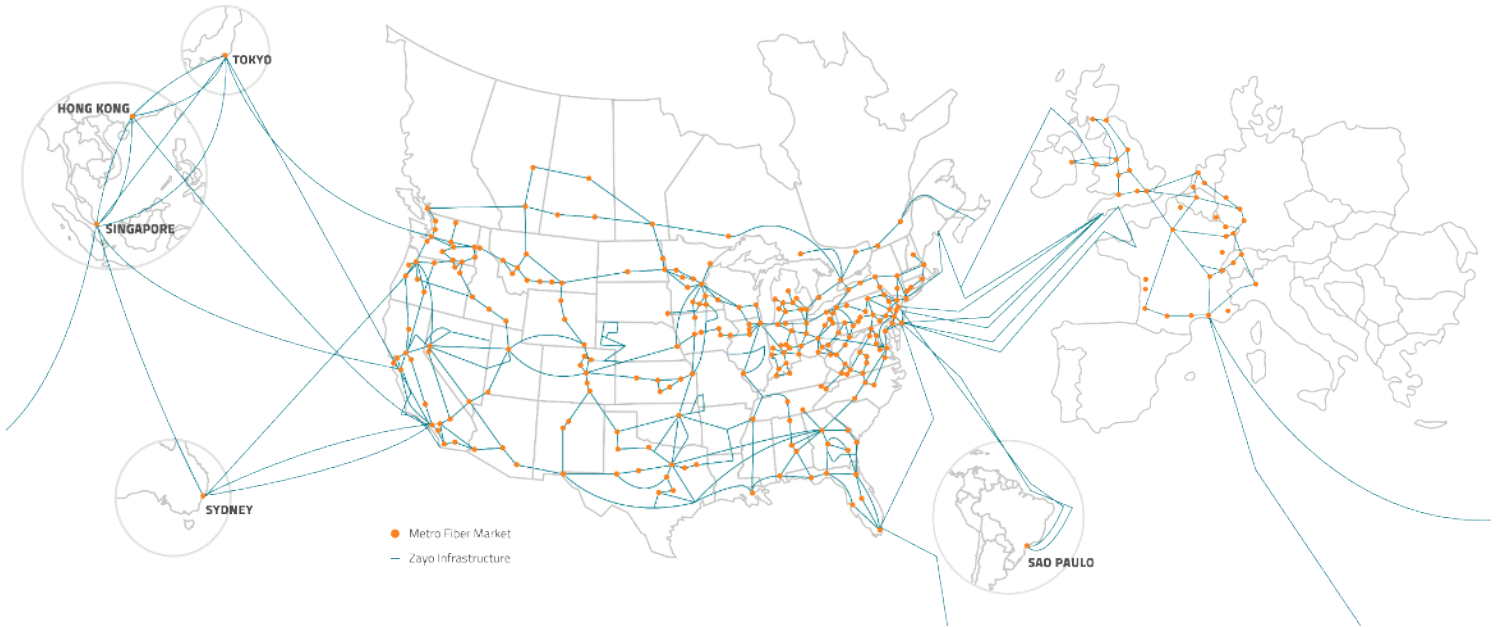 TOKYO
HONG KONG
SINGAPORE
SYDNEY
Metro Fiber Market
Zayo Infrastructure
SAO PAULO